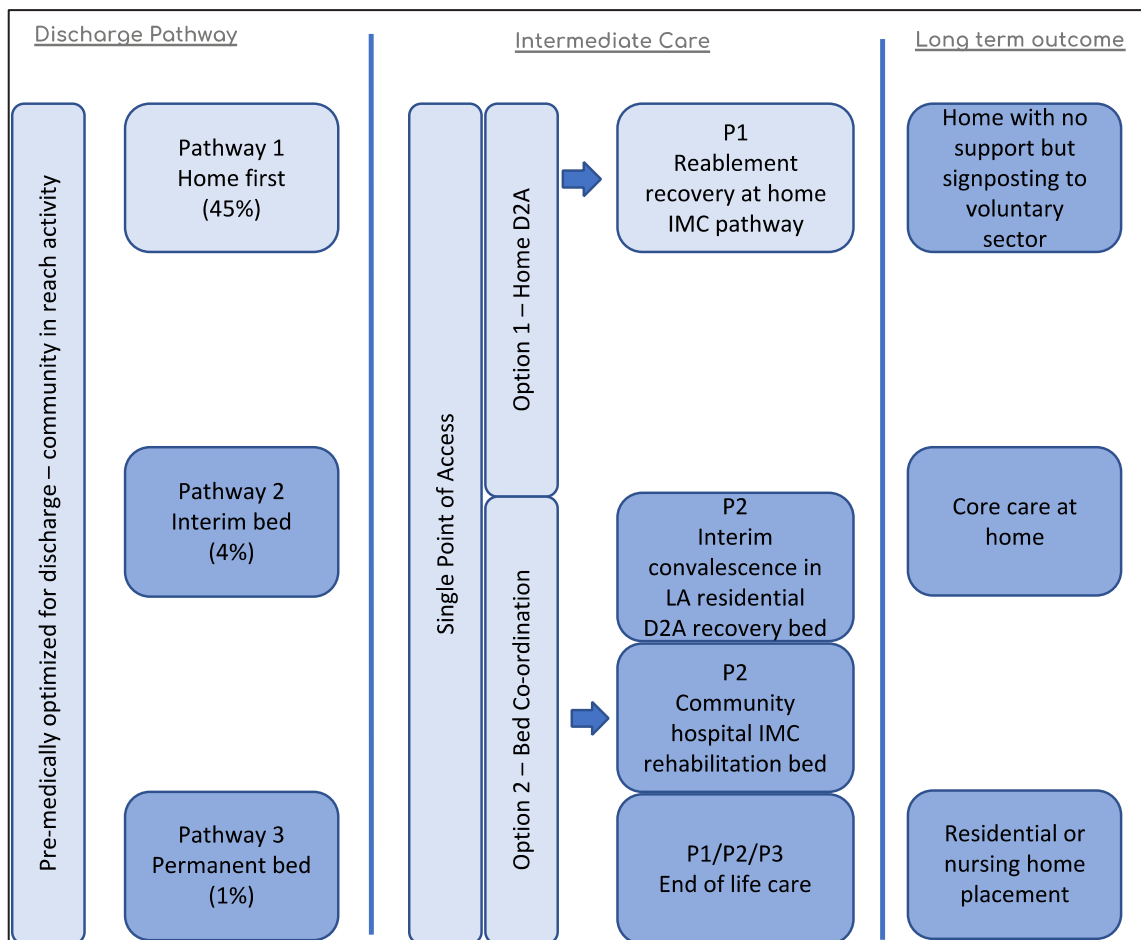 Discharge Pathway
Intermediate Care
Long term outcome
Pre-medically optimized for discharge – community in reach activity
Pathway 1
Home first
(45%)
Pathway 2
Interim bed
(4%)
Pathway 3
Permanent bed
(1%)
Single Point of Access
Option 1 – Home D2A
Option 2 – Bed Co-ordination
P1
Reablement
recovery at home
IMC pathway
P2
Interim
convalescence in
LA residential
D2A recovery bed
P2
Community
hospital IMC
rehabilitation bed
P1/P2/P3
End of life care
Home with no
support but
signposting to
voluntary
sector
Core care at
home
Residential or
nursing home
placement